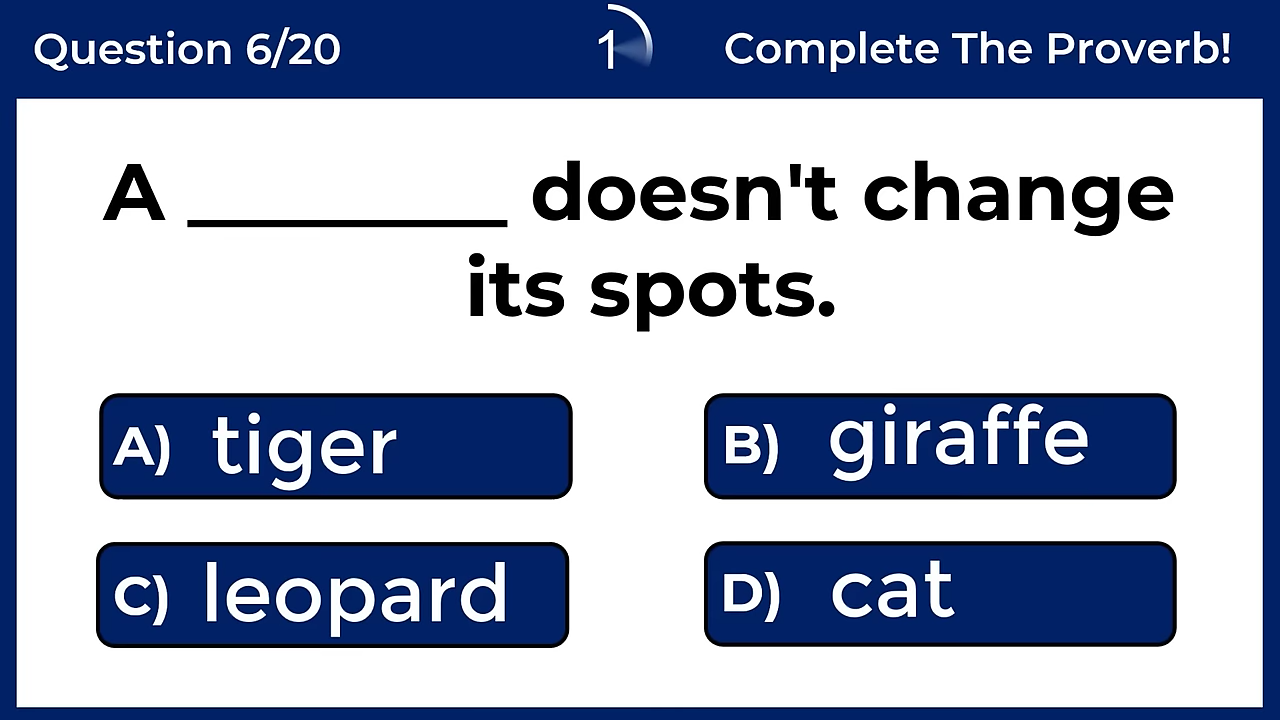 Question 6/20
1
Complete The Proverb!
A ________ doesn't change
its spots.
A) tiger
B) giraffe
C) leopard
D) cat